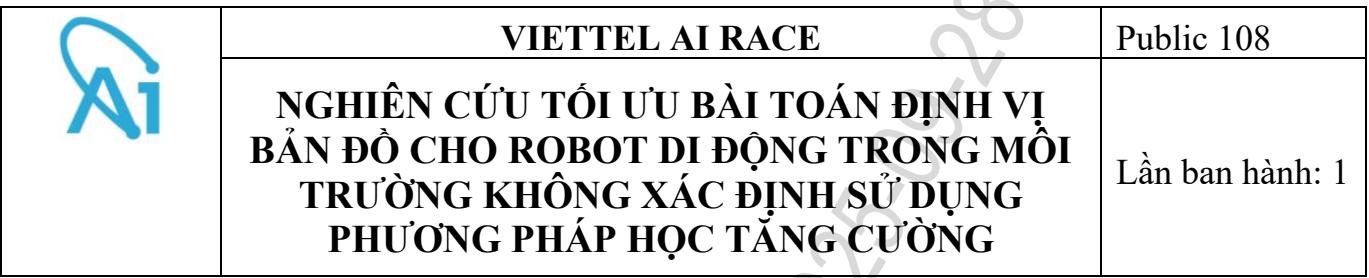 Ai
VIETTEL AI RACE
Public 108
NGHIÊN CỨU TỐI ƯU BÀI TOÁN ĐỊNH VỊ
BẢN ĐỒ CHO ROBOT DI ĐỘNG TRONG MÔI
TRƯỜNG KHÔNG XÁC ĐỊNH SỬ DỤNG
PHƯƠNG PHÁP HỌC TĂNG CƯỜNG
Lần ban hành: 1